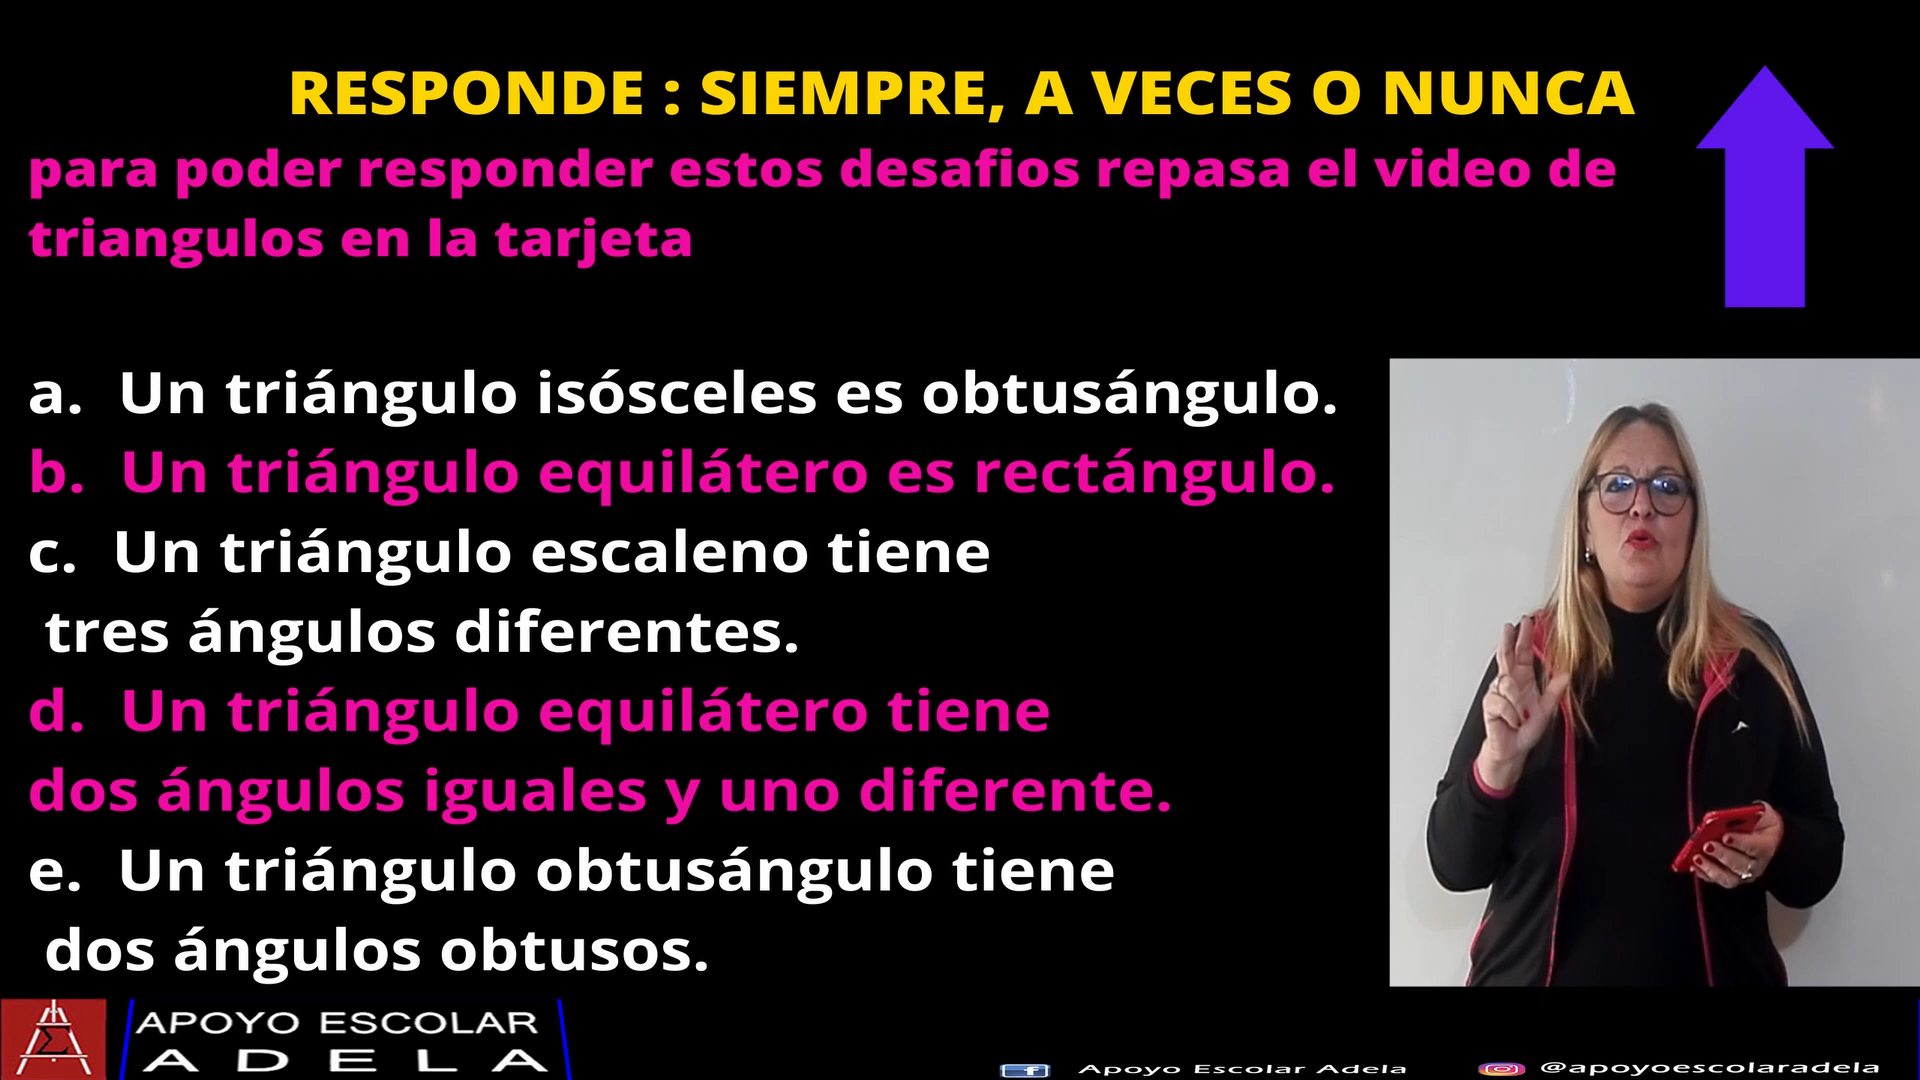 RESPONDE : SIEMPRE, A VECES O NUNCA
para poder responder estos desafios repasa el video de
triangulos en la tarjeta
a. Un triángulo isósceles es obtusángulo.
b. Un triángulo equilátero es rectángulo.
c. Un triángulo escaleno tiene
tres ángulos diferentes.
d. Un triángulo equilátero tiene
dos ángulos iguales y uno diferente.
e. Un triángulo obtusángulo tiene
dos ángulos obtusos.
APOYO ESCOLAR
ADELA
Apoyo Escolar Adela
@apoyoescolaradela